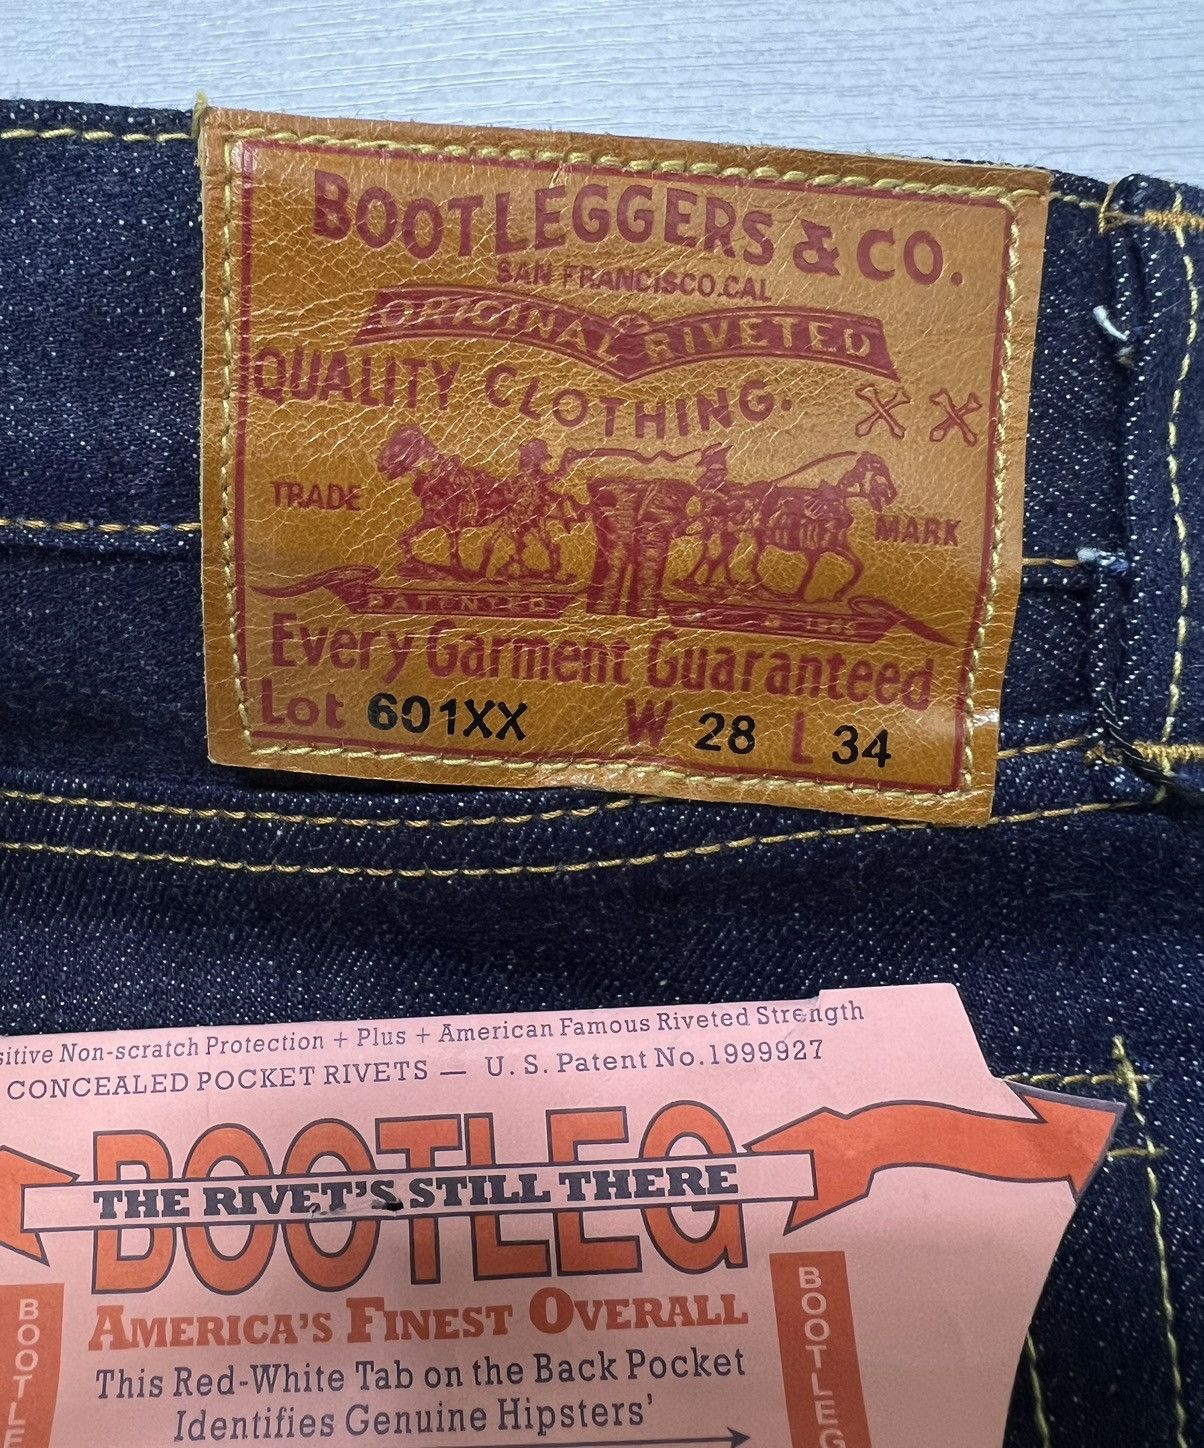 BOOTLEGGERS & CO.
SAN FRANCISCO.CAL
ORIGINAL RIVETED
QUALITY CLOTHING.
TRADE MARK
PATENTED
Every Garment Guaranteed
Lot 601XX W 28 L 34
Non-scratch Protection + Plus + American Famous Riveted Strength
CONCEALED POCKET RIVETS — U.S. Patent No.1999927
BOOTLEG
THE RIVET'S STILL THERE
AMERICA'S FINEST OVERALL
This Red-White Tab on the Back Pocket
Identifies Genuine Hipsters'
BOOTLE
BOOTLEG